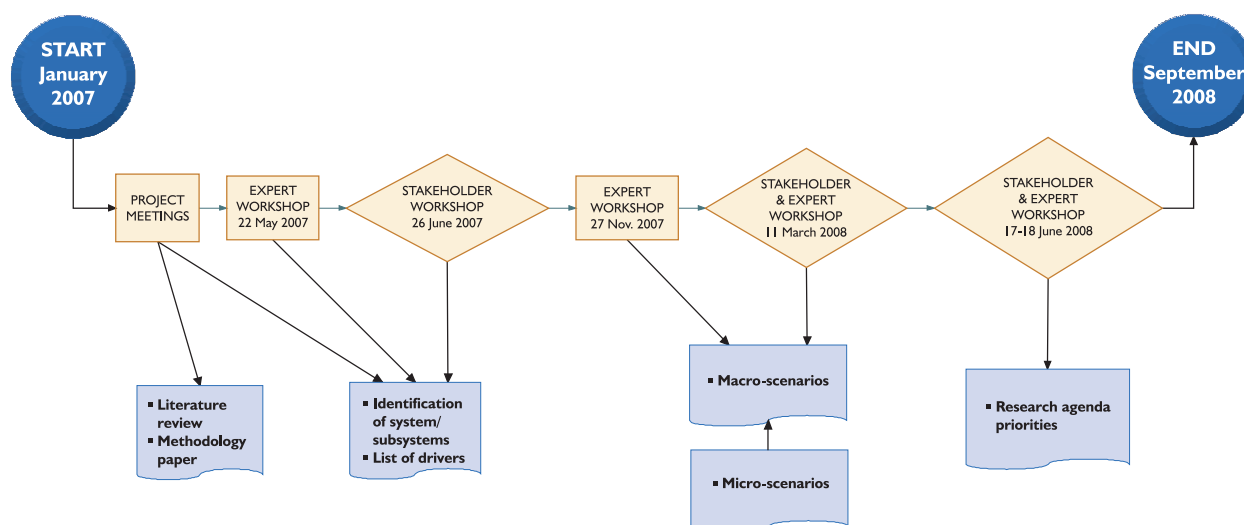 START
January
2007
END
September
2008
PROJECT
MEETINGS
EXPERT
WORKSHOP
22 May 2007
STAKEHOLDER
WORKSHOP
26 June 2007
EXPERT
WORKSHOP
27 Nov. 2007
STAKEHOLDER
& EXPERT
WORKSHOP
11 March 2008
STAKEHOLDER
& EXPERT
WORKSHOP
17-18 June 2008
▪ Literature
review
▪ Methodology
paper
▪ Identification
of system/
subsystems
▪ List of drivers
▪ Macro-scenarios
▪ Micro-scenarios
▪ Research agenda
priorities